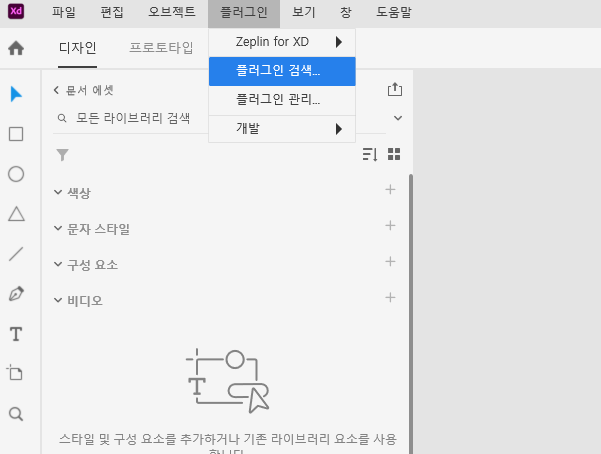 Xd 파일 편집 오브젝트 플러그인 보기 창 도움말
디자인 프로토타입
Zeplin for XD
플러그인 검색...
플러그인 관리...
개발
문서 에셋
모든 라이브러리 검색
색상
문자 스타일
구성 요소
비디오
T
T
스타일 및 구성 요소를 추가하거나 기존 라이브러리 요소를 사용
합니다.